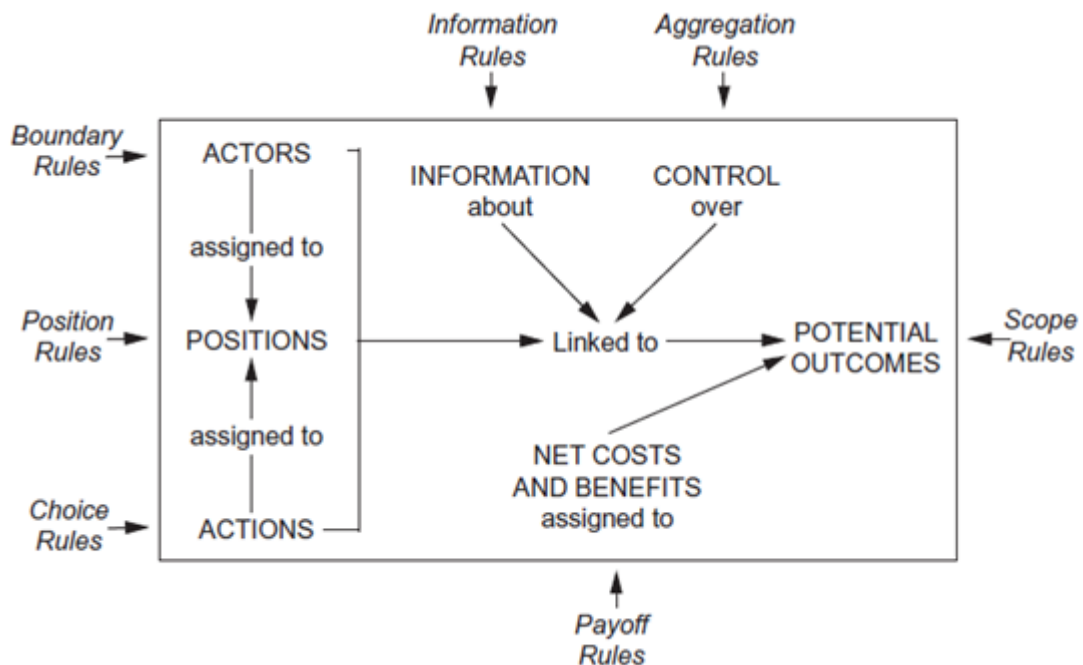 Information
Rules
Aggregation
Rules
Boundary
Rules
ACTORS
INFORMATION
about
CONTROL
over
assigned to
Position
Rules
POSITIONS
Linked to
POTENTIAL
OUTCOMES
Scope
Rules
assigned to
NET COSTS
AND BENEFITS
assigned to
Choice
Rules
ACTIONS
Payoff
Rules